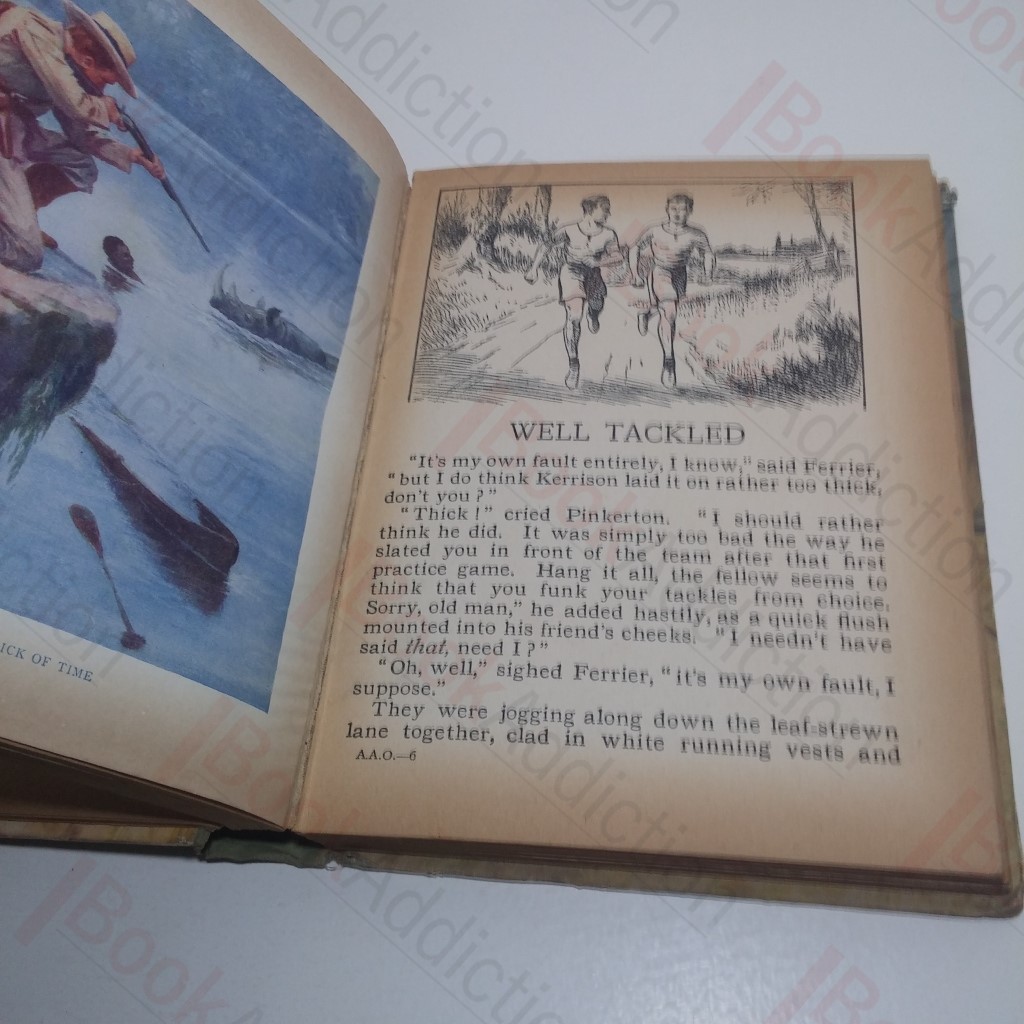 ICK OF TIME
WELL TACKLED
"It's my own fault entirely, I know," said Ferrier,
"but I do think Kerrison laid it on rather too thick,
don't you?"
"Thick!" cried Pinkerton. "I should rather
think he did. It was simply too bad the way he
slated you in front of the team after that first
practice game. Hang it all, the fellow seems to
think that you funk your tackles from choice.
Sorry, old man," he added hastily, as a quick flush
mounted into his friend's cheeks. "I needn't have
said that, need I?"
"Oh, well," sighed Ferrier, "it's my own fault, I
suppose."
They were jogging along down the leaf-strewn
lane together, clad in white running vests and
A.A.O.—6
BookAddiction